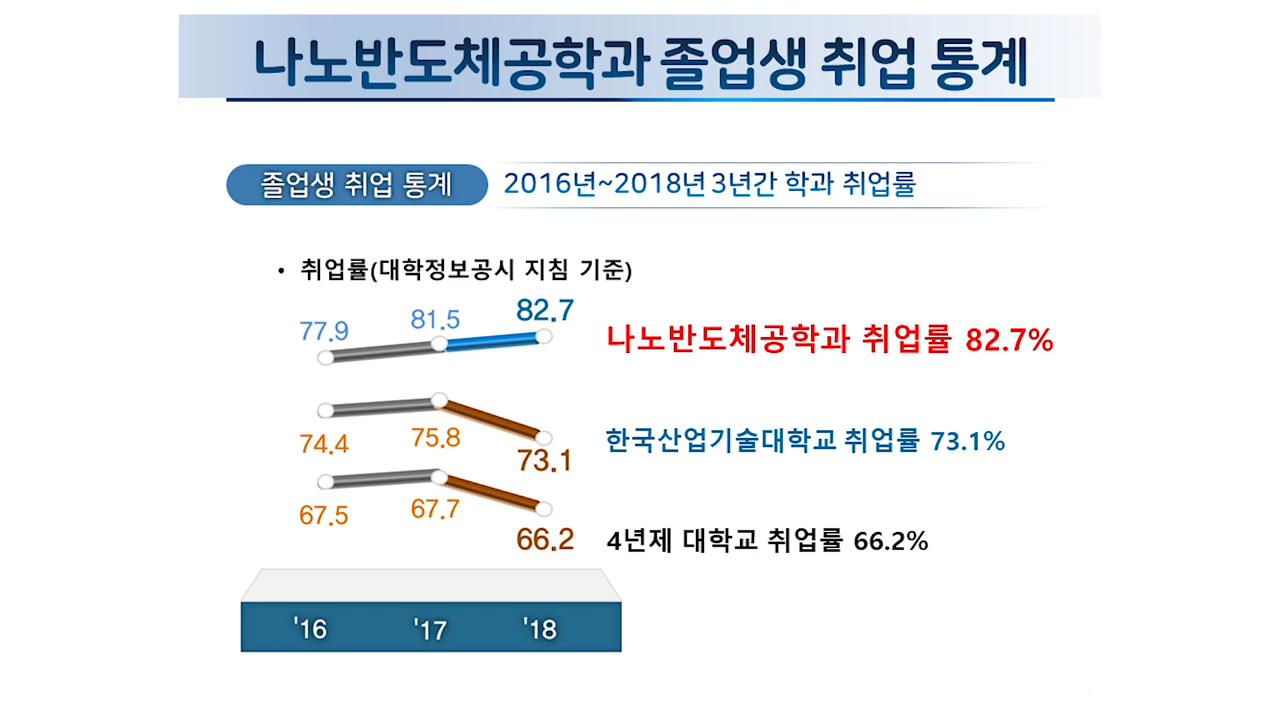 나노반도체공학과 졸업생 취업 통계
졸업생 취업 통계
2016년~2018년 3년간 학과 취업률
• 취업률(대학정보공시 지침 기준)
77.9 81.5 82.7
나노반도체공학과 취업률 82.7%
74.4 75.8 73.1
한국산업기술대학교 취업률 73.1%
67.5 67.7 66.2
4년제 대학교 취업률 66.2%
'16 '17 '18